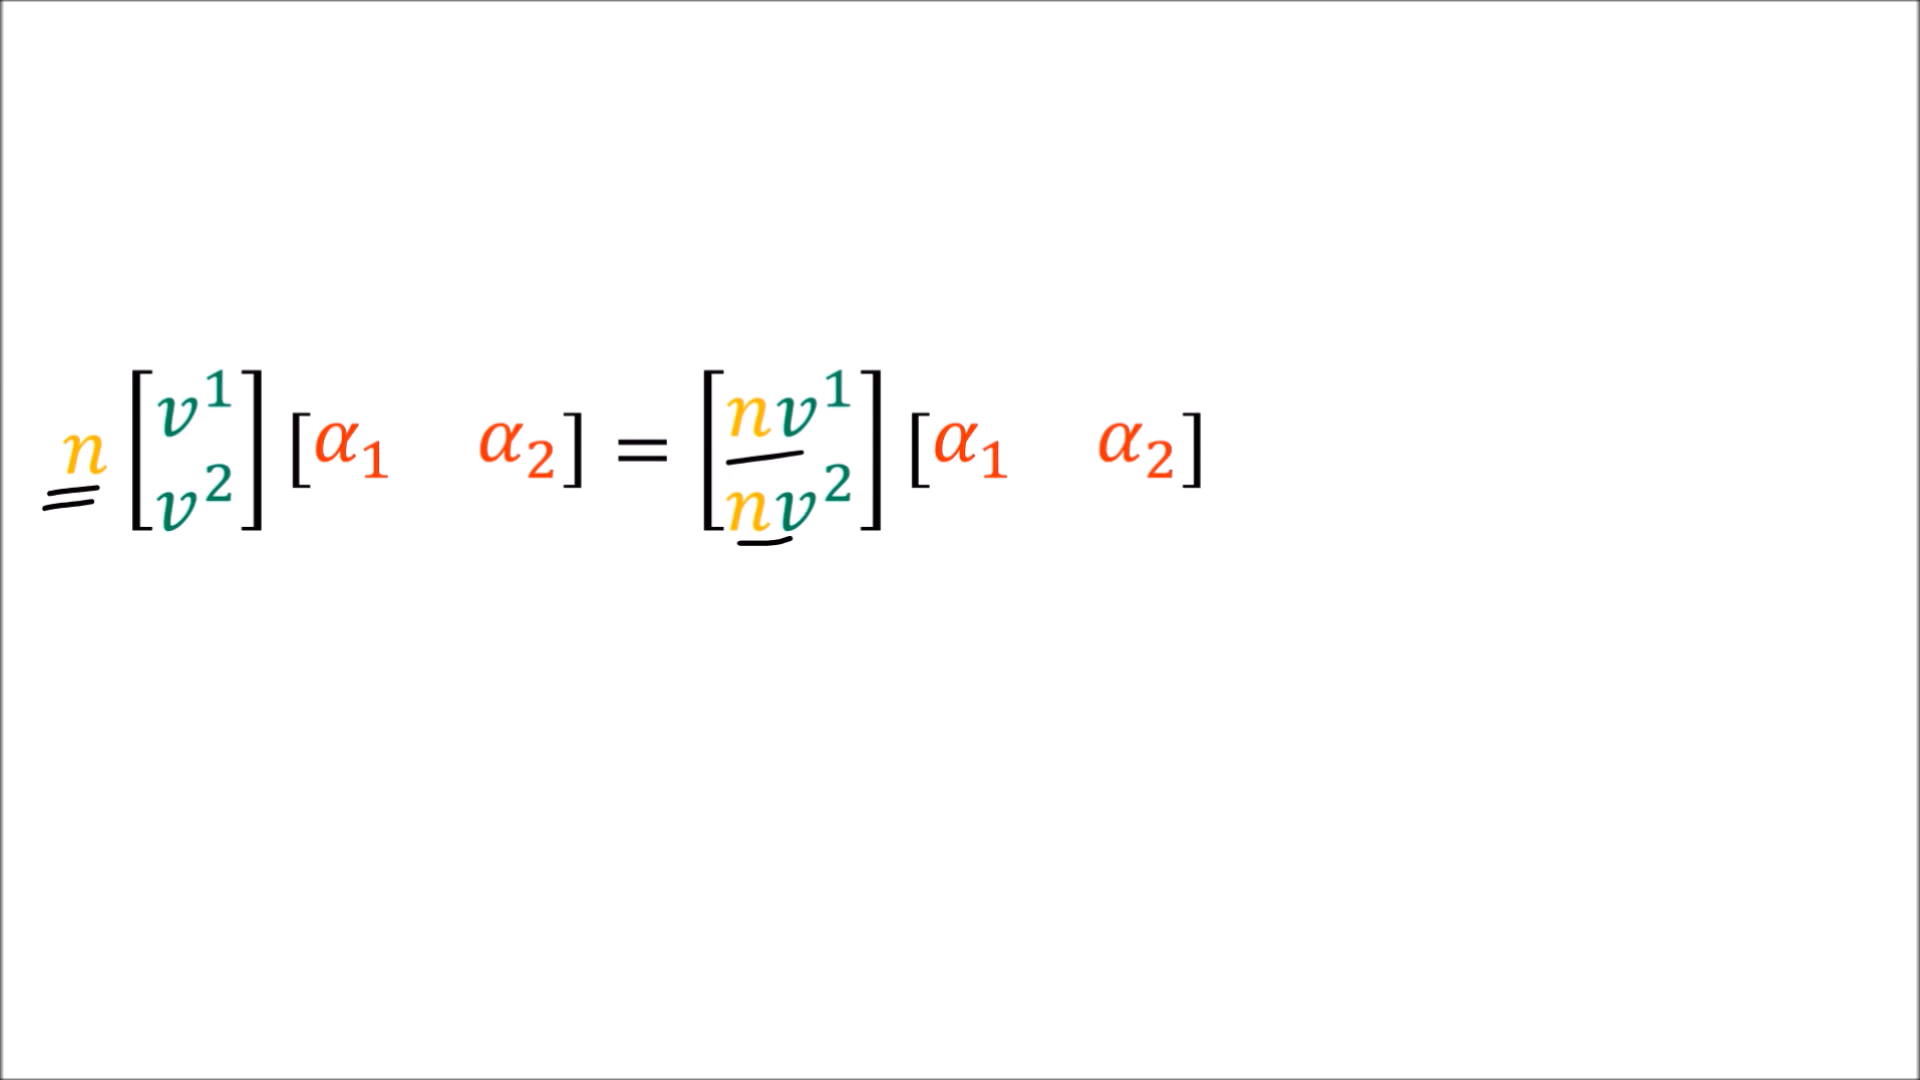 n [v¹ v²] [α₁ α₂] = [nv¹ nv²] [α₁ α₂]